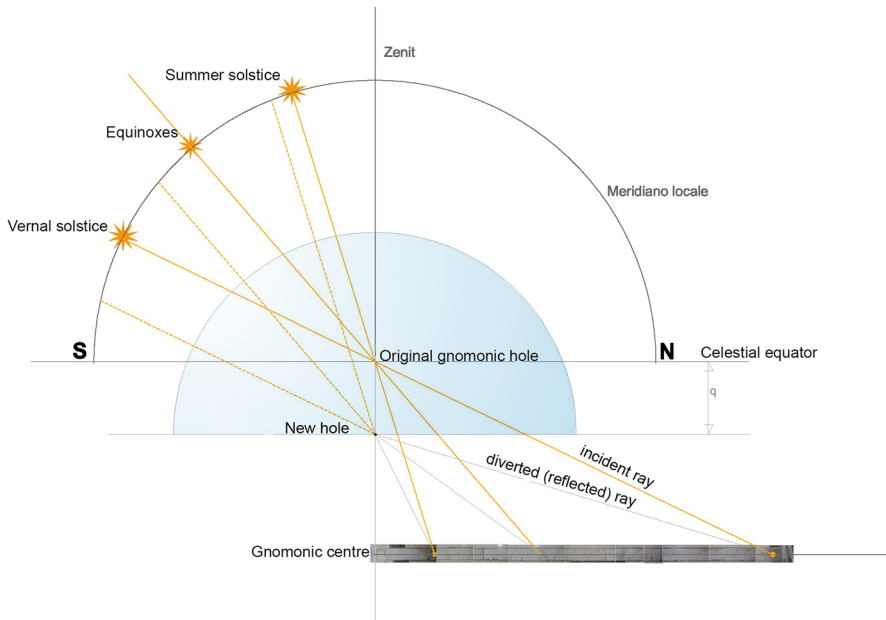 Zenit
Summer solstice
Equinoxes
Meridiano locale
Vernal solstice
S
N
Original gnomonic hole
Celestial equator
q
New hole
incident ray
diverted (reflected) ray
Gnomonic centre